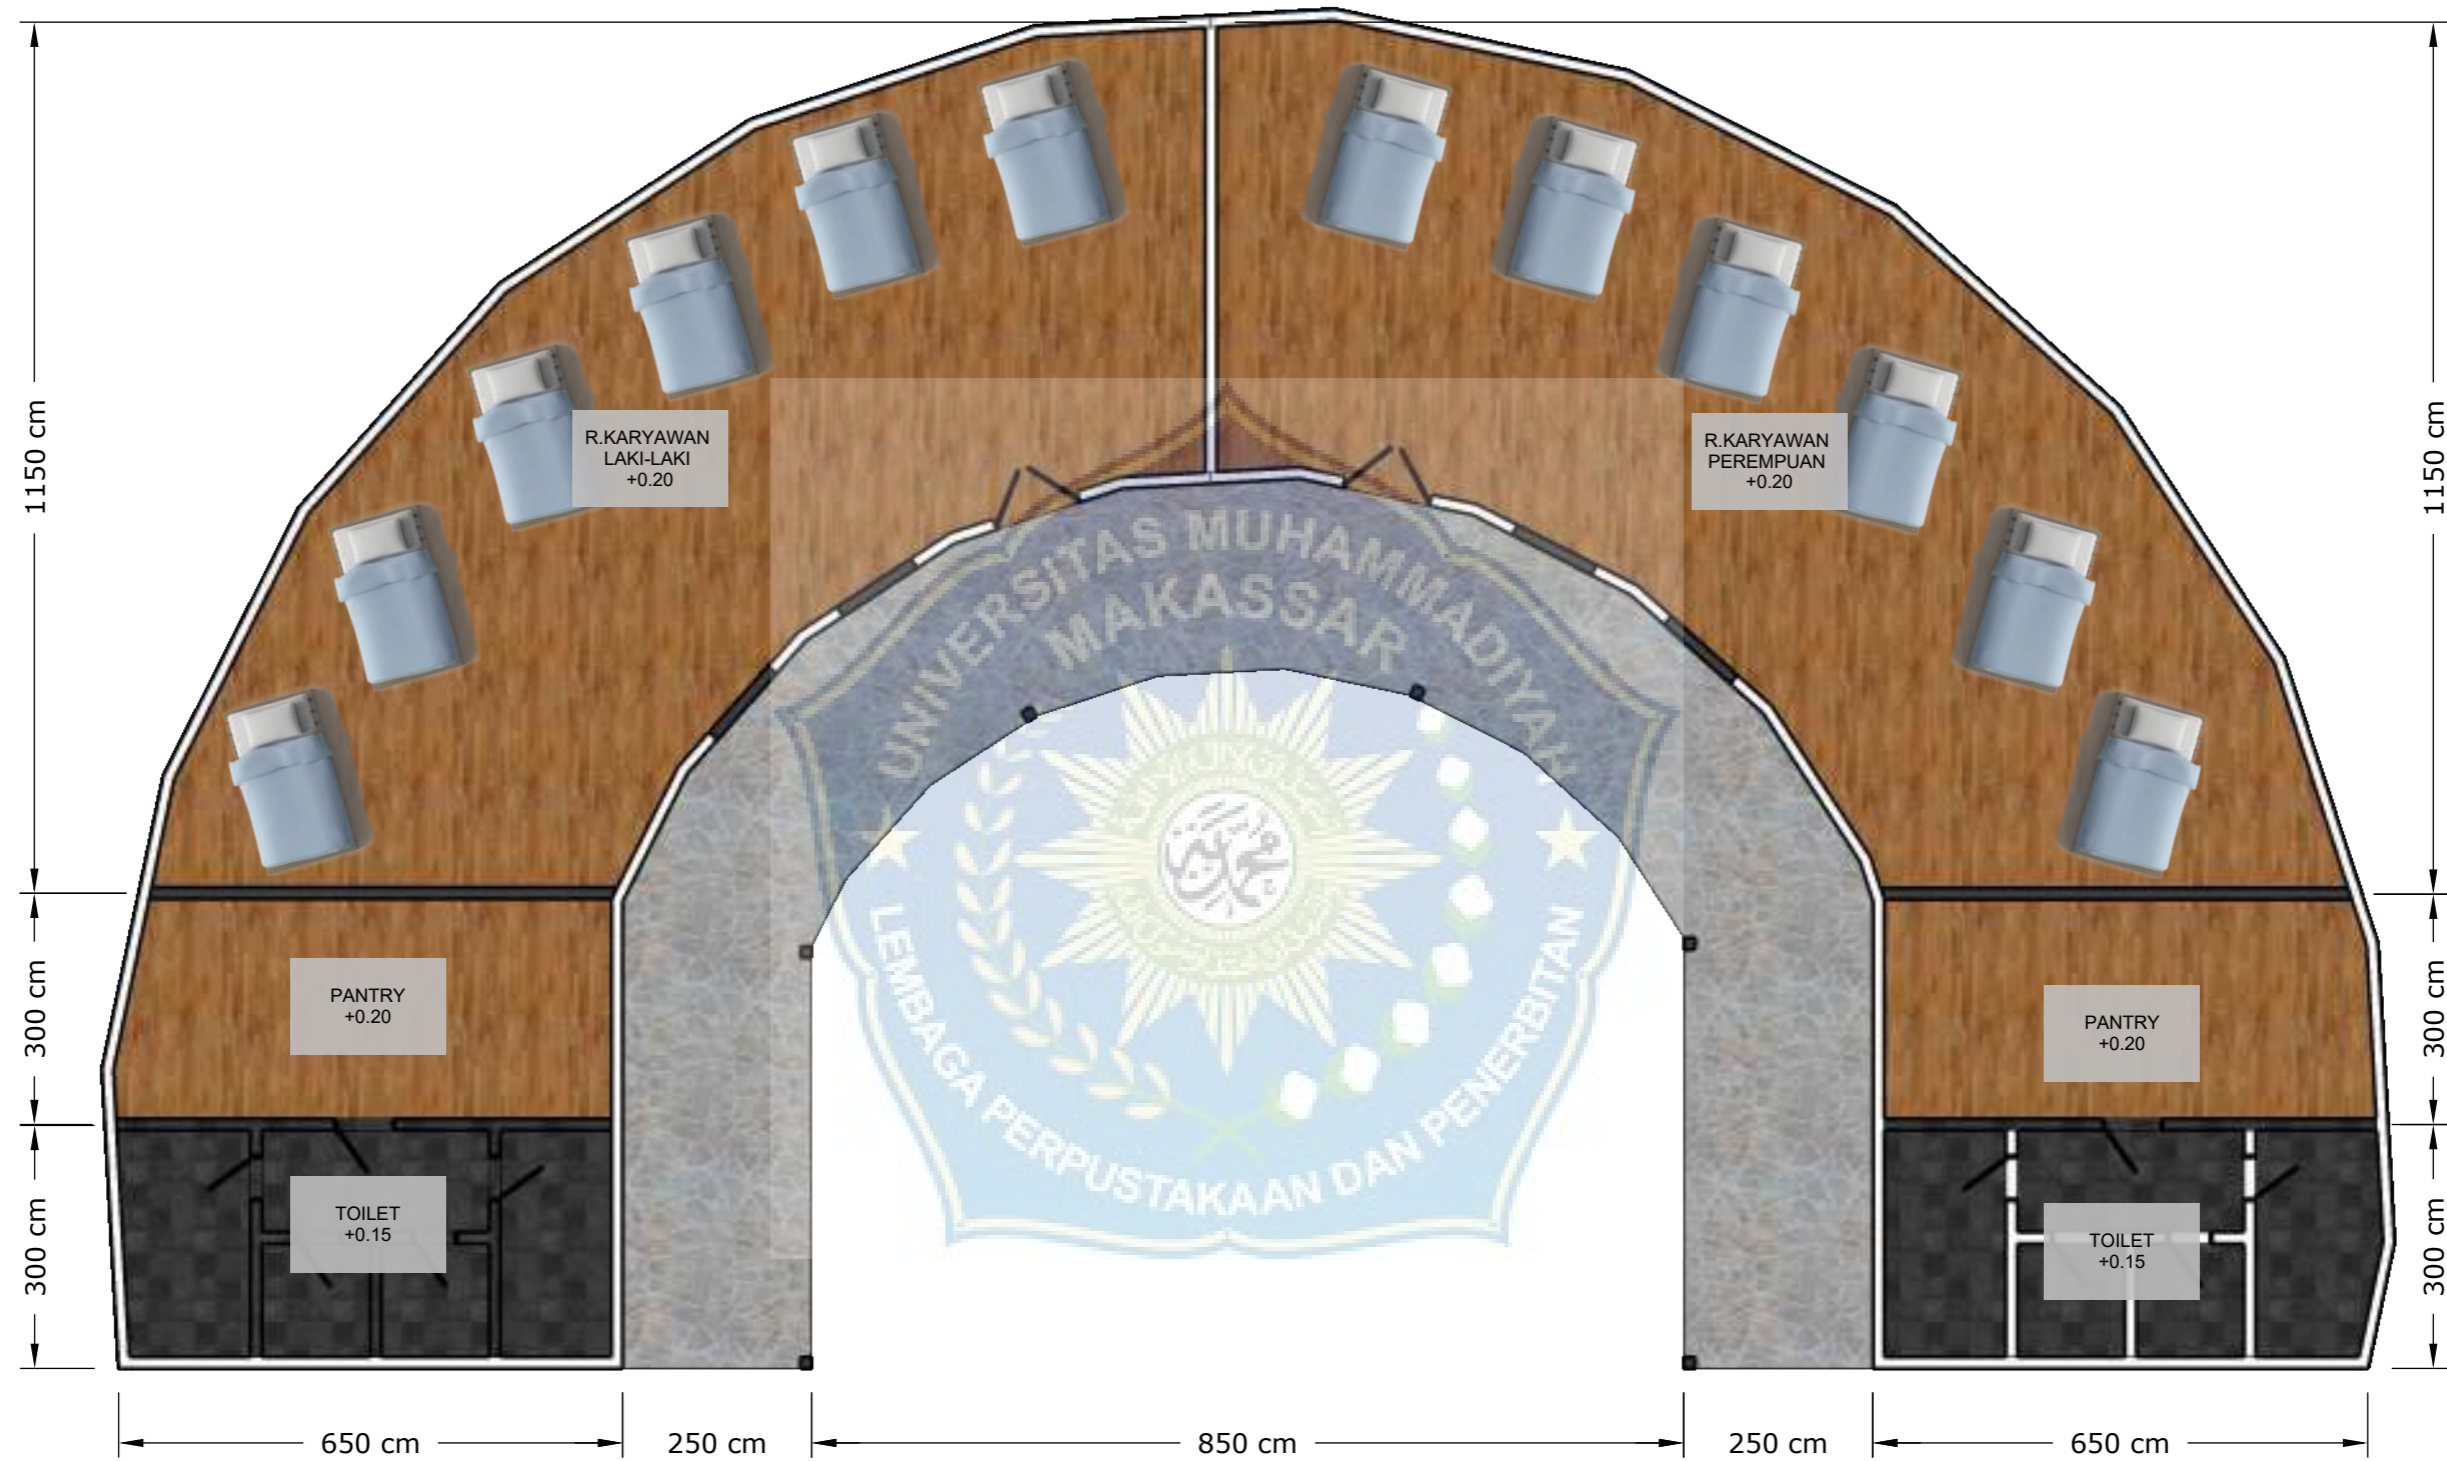 1150 cm
300 cm
300 cm
R.KARYAWAN
LAKI-LAKI
+0.20
R.KARYAWAN
PEREMPUAN
+0.20
1150 cm
300 cm
300 cm
UNIVERSITAS MUHAMMADIYAH
MAKASSAR
LEMBAGA PERPUSTAKAAN DAN PENERBITAN
PANTRY
+0.20
PANTRY
+0.20
TOILET
+0.15
TOILET
+0.15
650 cm
250 cm
850 cm
250 cm
650 cm